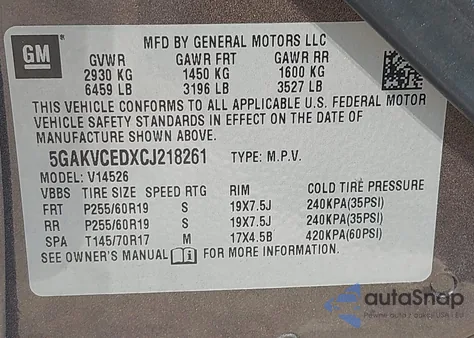 GM
MFD BY GENERAL MOTORS LLC
GVWR GAWR FRT GAWR RR
2930 KG 1450 KG 1600 KG
6459 LB 3196 LB 3527 LB
THIS VEHICLE CONFORMS TO ALL APPLICABLE U.S. FEDERAL MOTOR
VEHICLE SAFETY STANDARDS IN EFFECT ON THE DATE OF
MANUFACTURE SHOWN ABOVE.
5GAKVCEDXCJ218261 TYPE: M.P.V.
MODEL: V14526
VBBS TIRE SIZE SPEED RTG RIM COLD TIRE PRESSURE
FRT P255/60R19 S 19X7.5J 240KPA(35PSI)
RR P255/60R19 S 19X7.5J 240KPA(35PSI)
SPA T145/70R17 M 17X4.5B 420KPA(60PSI)
SEE OWNER'S MANUAL i FOR MORE INFORMATION.
autoSnap